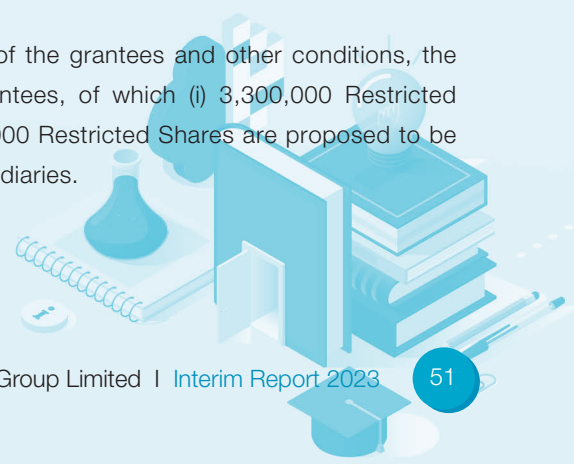 of the grantees and other conditions, the
ntees, of which (i) 3,300,000 Restricted
000 Restricted Shares are proposed to be
diaries.
i
Group Limited I Interim Report 2023 51